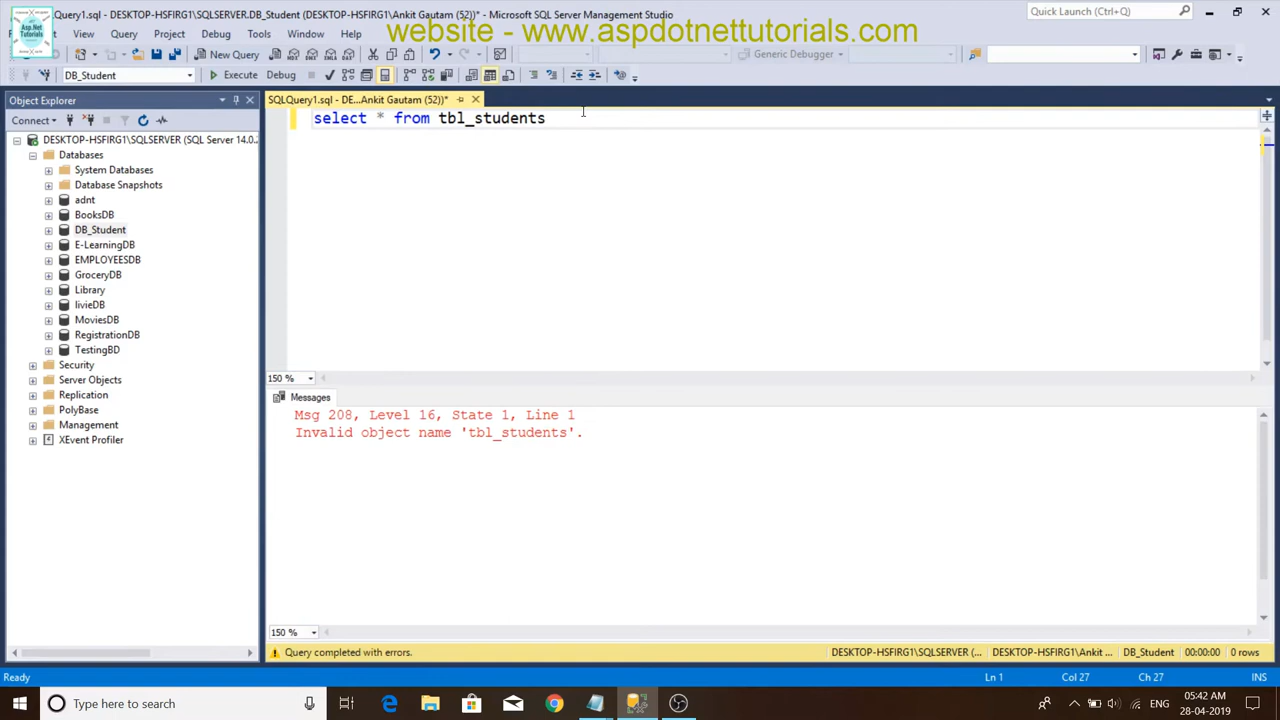 Query1.sql - DESKTOP-HSFIRG1\SQLSERVER.DB_Student (DESKTOP-HSFIRG1\Ankit Gautam (52))* - Microsoft SQL Server Management Studio
Quick Launch (Ctrl+Q)
Asp.Net
Tutorials
View Query Project Debug Tools Window Help
website - www.aspdotnettutorials.com
New Query
Generic Debugger
DB_Student
Execute Debug
Object Explorer
SQLQuery1.sql - DE...Ankit Gautam (52))*
Connect
select * from tbl_students
DESKTOP-HSFIRG1\SQLSERVER (SQL Server 14.0.
Databases
System Databases
Database Snapshots
adnt
BooksDB
DB_Student
E-LearningDB
EMPLOYEESDB
GroceryDB
Library
livieDB
MoviesDB
RegistrationDB
TestingBD
Security
Server Objects
Replication
PolyBase
Management
XEvent Profiler
150 %
Messages
Msg 208, Level 16, State 1, Line 1
Invalid object name 'tbl_students'.
150 %
Query completed with errors.
DESKTOP-HSFIRG1\SQLSERVER (... DESKTOP-HSFIRG1\Ankit ... DB_Student 00:00:00 0 rows
Ready
Ln 1 Col 27 Ch 27 INS
Type here to search
ENG
05:42 AM
28-04-2019